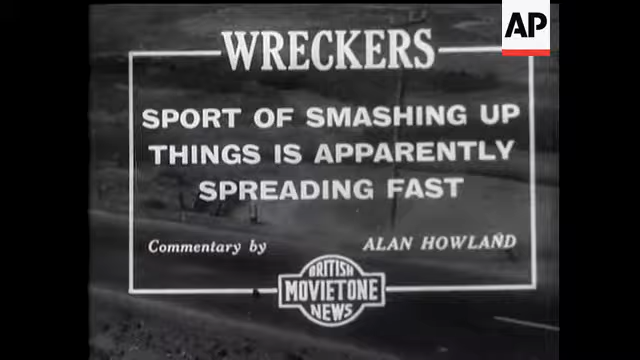 AP
WRECKERS
SPORT OF SMASHING UP
THINGS IS APPARENTLY
SPREADING FAST
Commentary by ALAN HOWLAND
BRITISH
MOVIETONE
NEWS